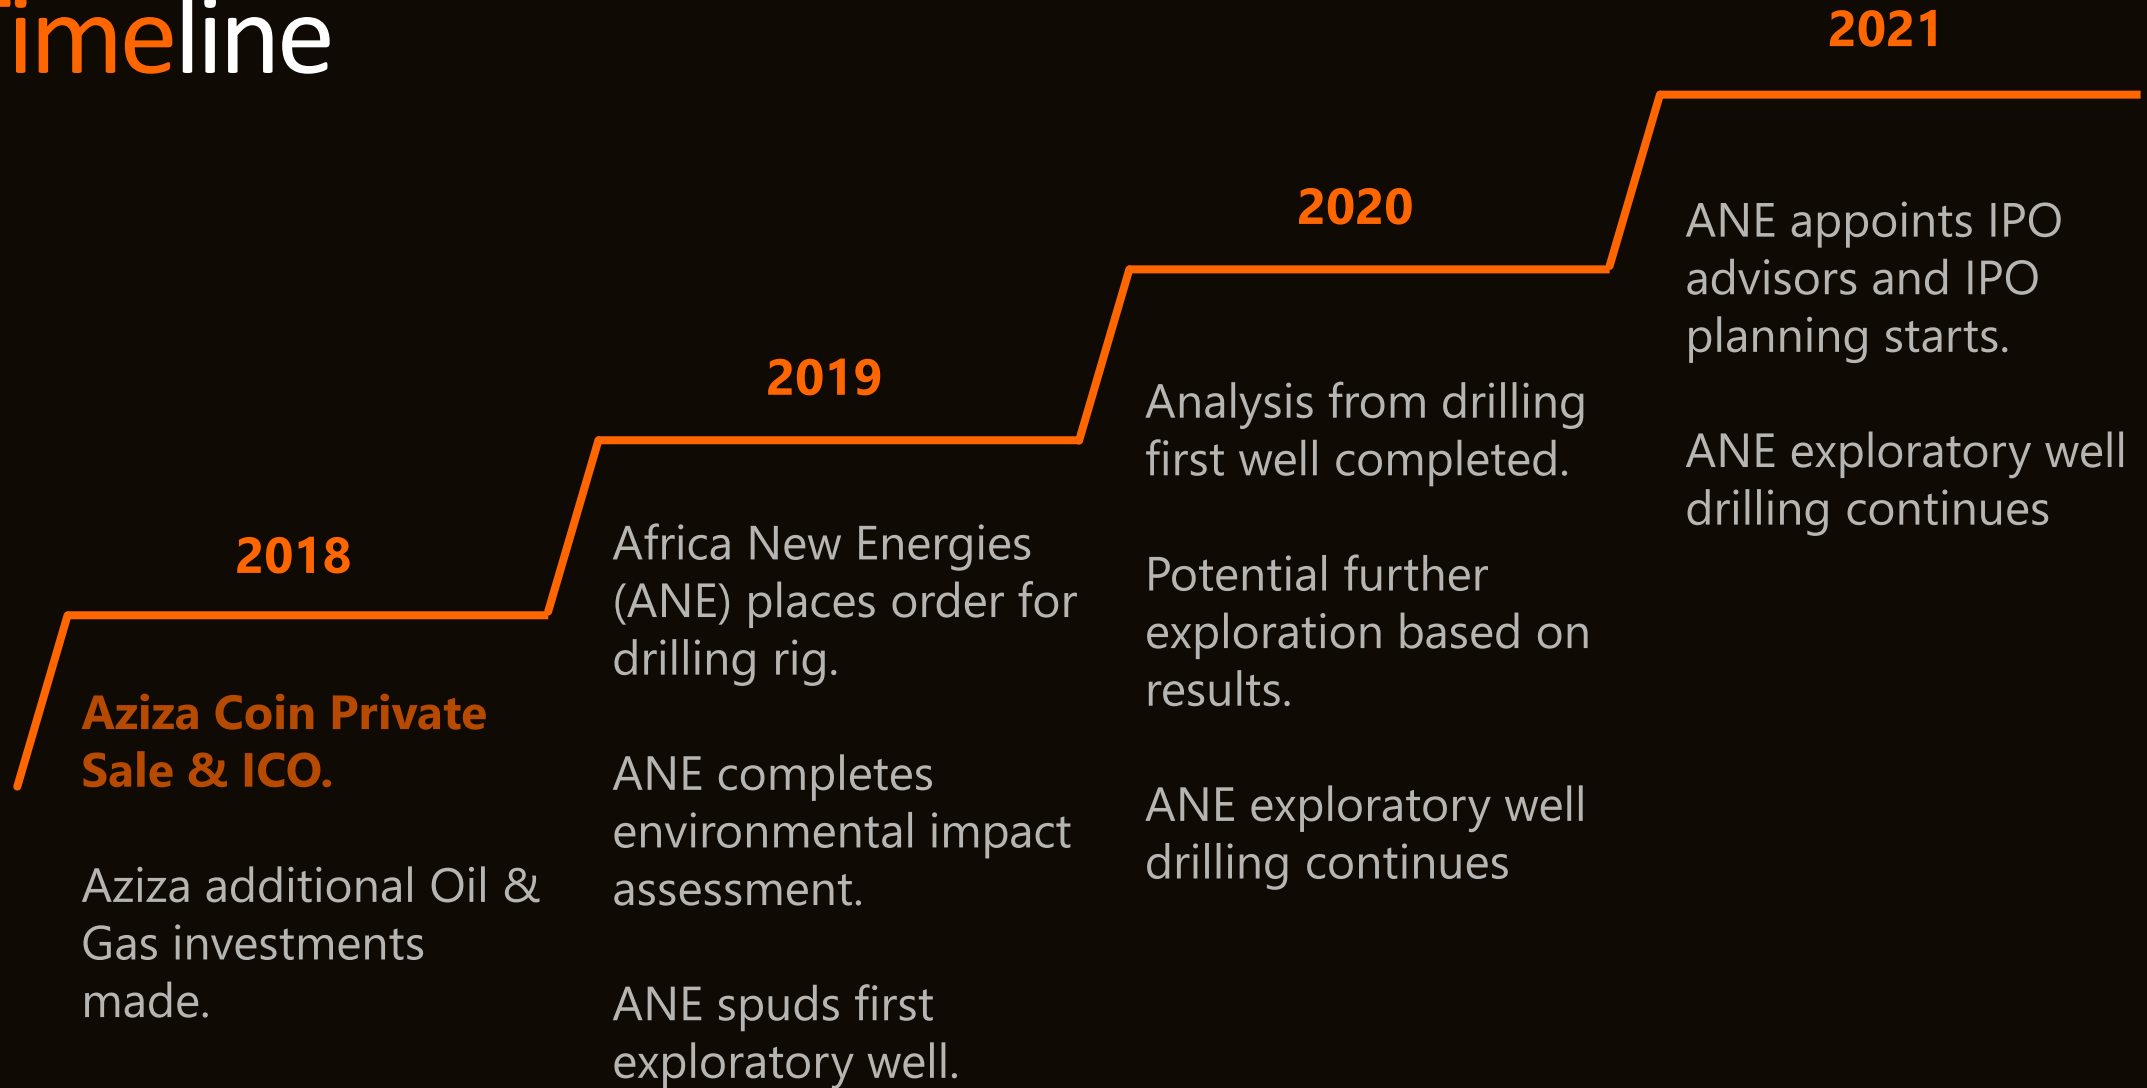 Timeline
2018
Aziza Coin Private
Sale & ICO.
Aziza additional Oil &
Gas investments
made.
2019
Africa New Energies
(ANE) places order for
drilling rig.
ANE completes
environmental impact
assessment.
ANE spuds first
exploratory well.
2020
Analysis from drilling
first well completed.
Potential further
exploration based on
results.
ANE exploratory well
drilling continues
2021
ANE appoints IPO
advisors and IPO
planning starts.
ANE exploratory well
drilling continues